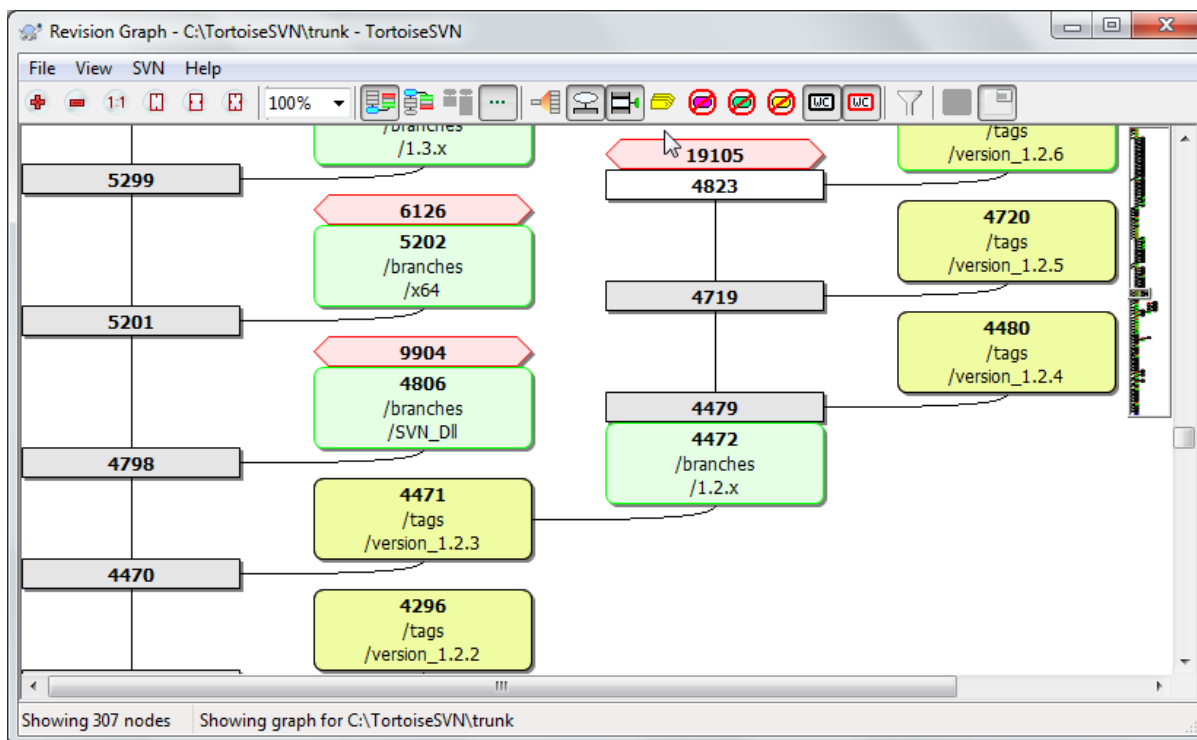 Revision Graph - C:\TortoiseSVN\trunk - TortoiseSVN
File View SVN Help
1:1 100% ... WC WC
/branches
/1.3.x
19105
/tags
/version_1.2.6
5299
4823
6126
5202
/branches
/x64
4720
/tags
/version_1.2.5
4719
5201
4480
/tags
/version_1.2.4
9904
4806
/branches
/SVN_Dll
4479
4472
/branches
/1.2.x
4798
4471
/tags
/version_1.2.3
4470
4296
/tags
/version_1.2.2
Showing 307 nodes Showing graph for C:\TortoiseSVN\trunk